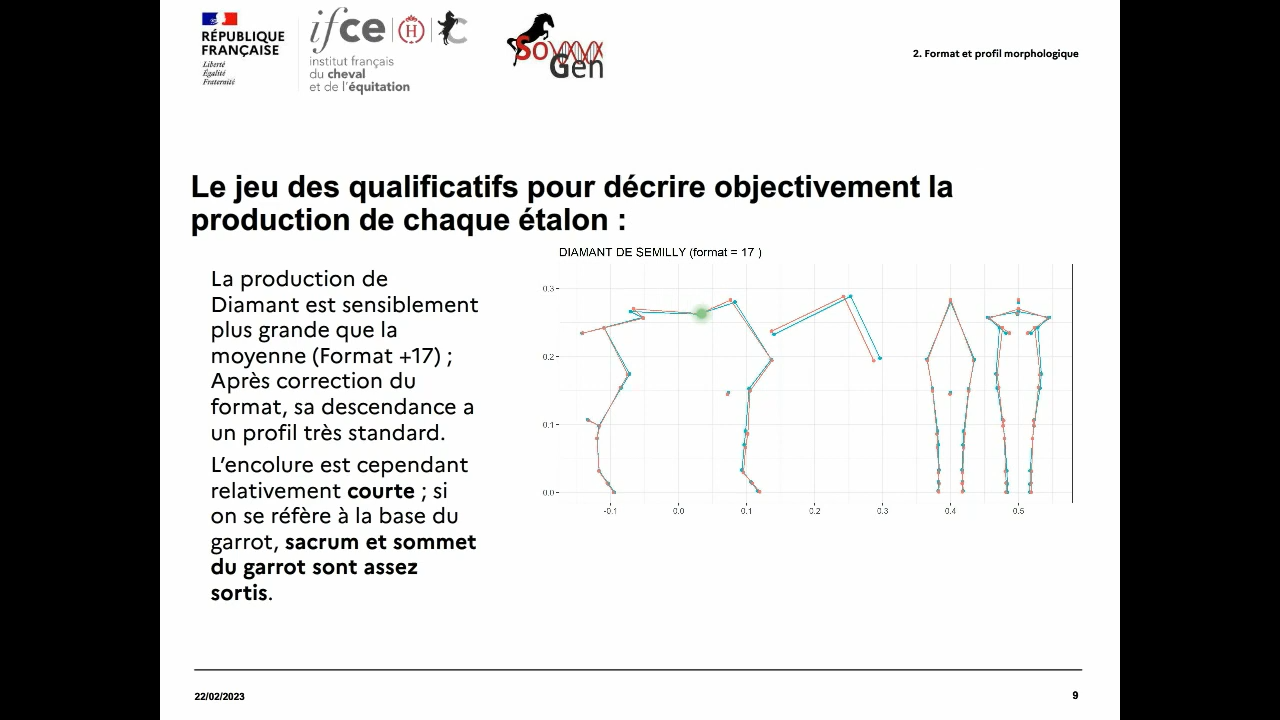 RÉPUBLIQUE
FRANÇAISE
Liberté
Égalité
Fraternité
ifce
institut français
du cheval
et de l'équitation
H
SoGen
2. Format et profil morphologique
Le jeu des qualificatifs pour décrire objectivement la
production de chaque étalon :
La production de
Diamant est sensiblement
plus grande que la
moyenne (Format +17) ;
Après correction du
format, sa descendance a
un profil très standard.
L’encolure est cependant
relativement courte ; si
on se réfère à la base du
garrot, sacrum et sommet
du garrot sont assez
sortis.
DIAMANT DE SEMILLY (format = 17 )
0.3
0.2
0.1
0.0
-0.1 0.0 0.1 0.2 0.3 0.4 0.5
22/02/2023
9